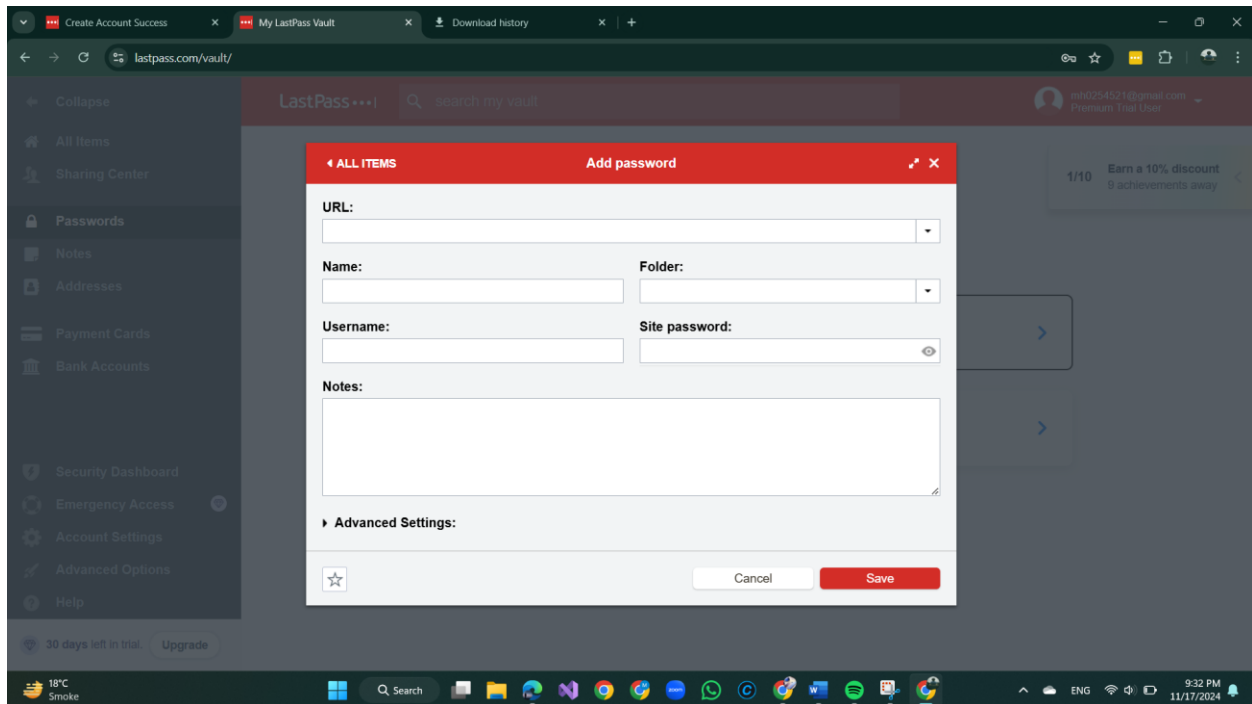 Create Account Success
My LastPass Vault
Download history
lastpass.com/vault/
Collapse
LastPass
search my vault
mh0254521@gmail.com
Premium Trial User
All Items
Sharing Center
Passwords
Notes
Addresses
Payment Cards
Bank Accounts
Security Dashboard
Emergency Access
Account Settings
Advanced Options
Help
30 days left in trial.
Upgrade
1/10
Earn a 10% discount
9 achievements away
ALL ITEMS
Add password
URL:
Name:
Folder:
Username:
Site password:
Notes:
Advanced Settings:
Cancel
Save
18°C
Smoke
Search
ENG
9:32 PM
11/17/2024